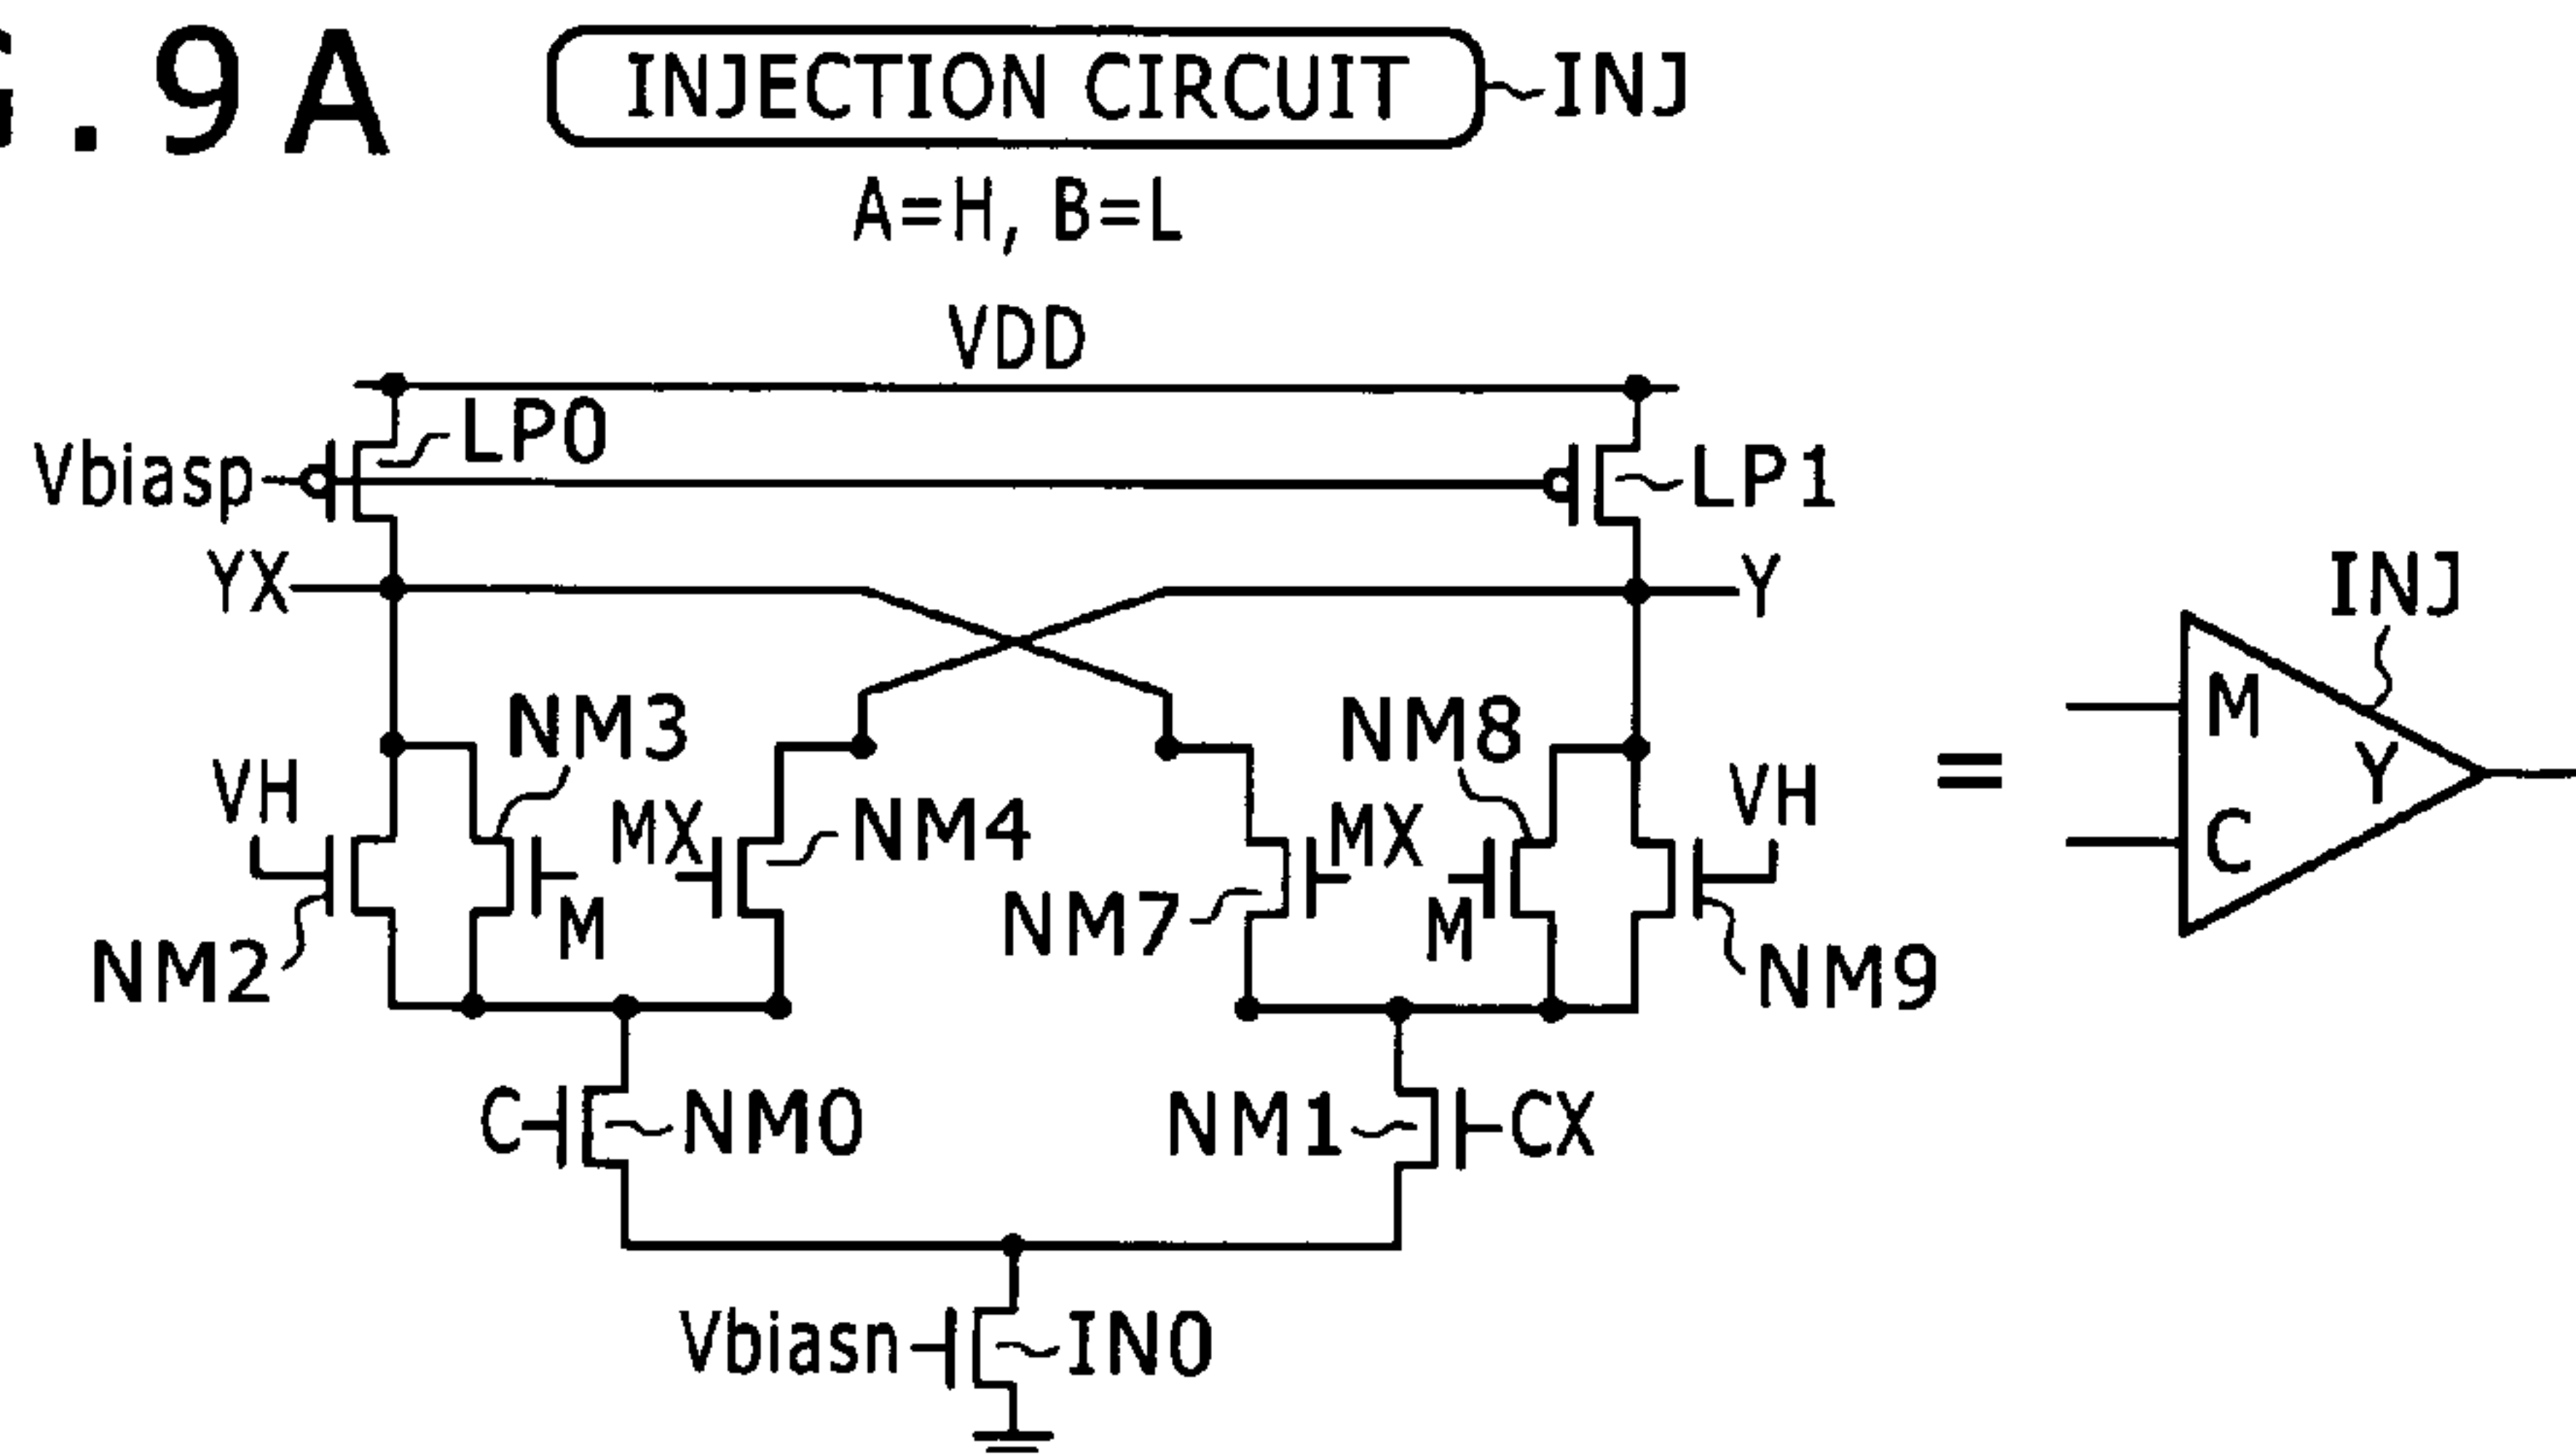 G.9A
INJECTION CIRCUIT
INJ
A=H, B=L
VDD
LP0
Vbiasp
LP1
YX
Y
INJ
NM3
NM8
M
VH
MX
NM4
MX
VH
Y
NM7
C
M
M
NM2
NM9
C
NM0
NM1
CX
Vbiasn
IN0
=